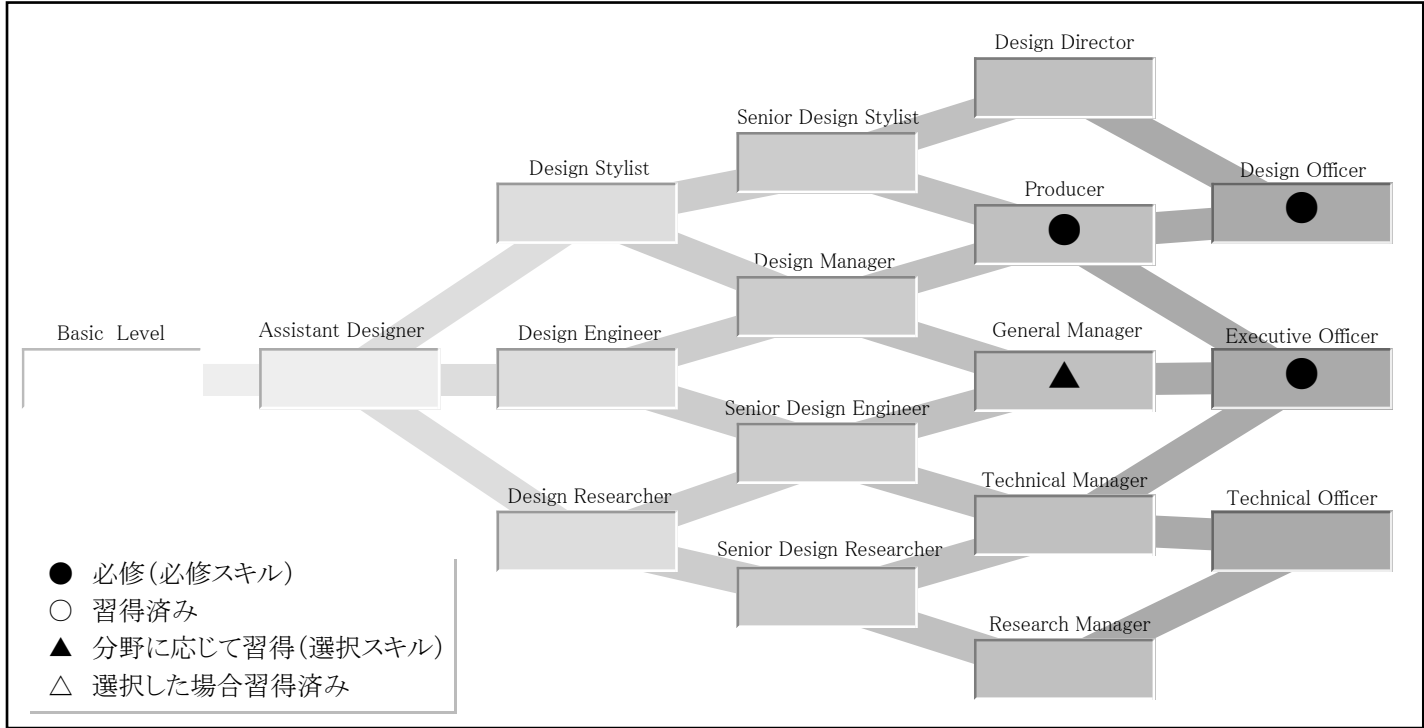 Design Director
Senior Design Stylist
Design Stylist
Design Officer
Producer
●
●
Design Manager
Basic Level
Assistant Designer
Design Engineer
General Manager
Executive Officer
▲
●
Senior Design Engineer
Technical Manager
Design Researcher
Technical Officer
Senior Design Researcher
Research Manager
● 必修(必修スキル)
○ 習得済み
▲ 分野に応じて習得(選択スキル)
△ 選択した場合習得済み